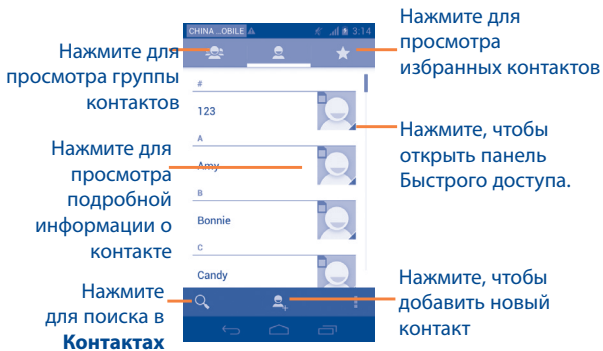 Нажмите для
просмотра группы
контактов
Нажмите для
просмотра
подробной
информации о
контакте
Нажмите
для поиска в
Контактах
CHINA ...OBILE
3:14
#
123
A
Amy
B
Bonnie
C
Candy
Нажмите для
просмотра
избранных контактов
Нажмите, чтобы
открыть панель
Быстрого доступа.
Нажмите, чтобы
добавить новый
контакт